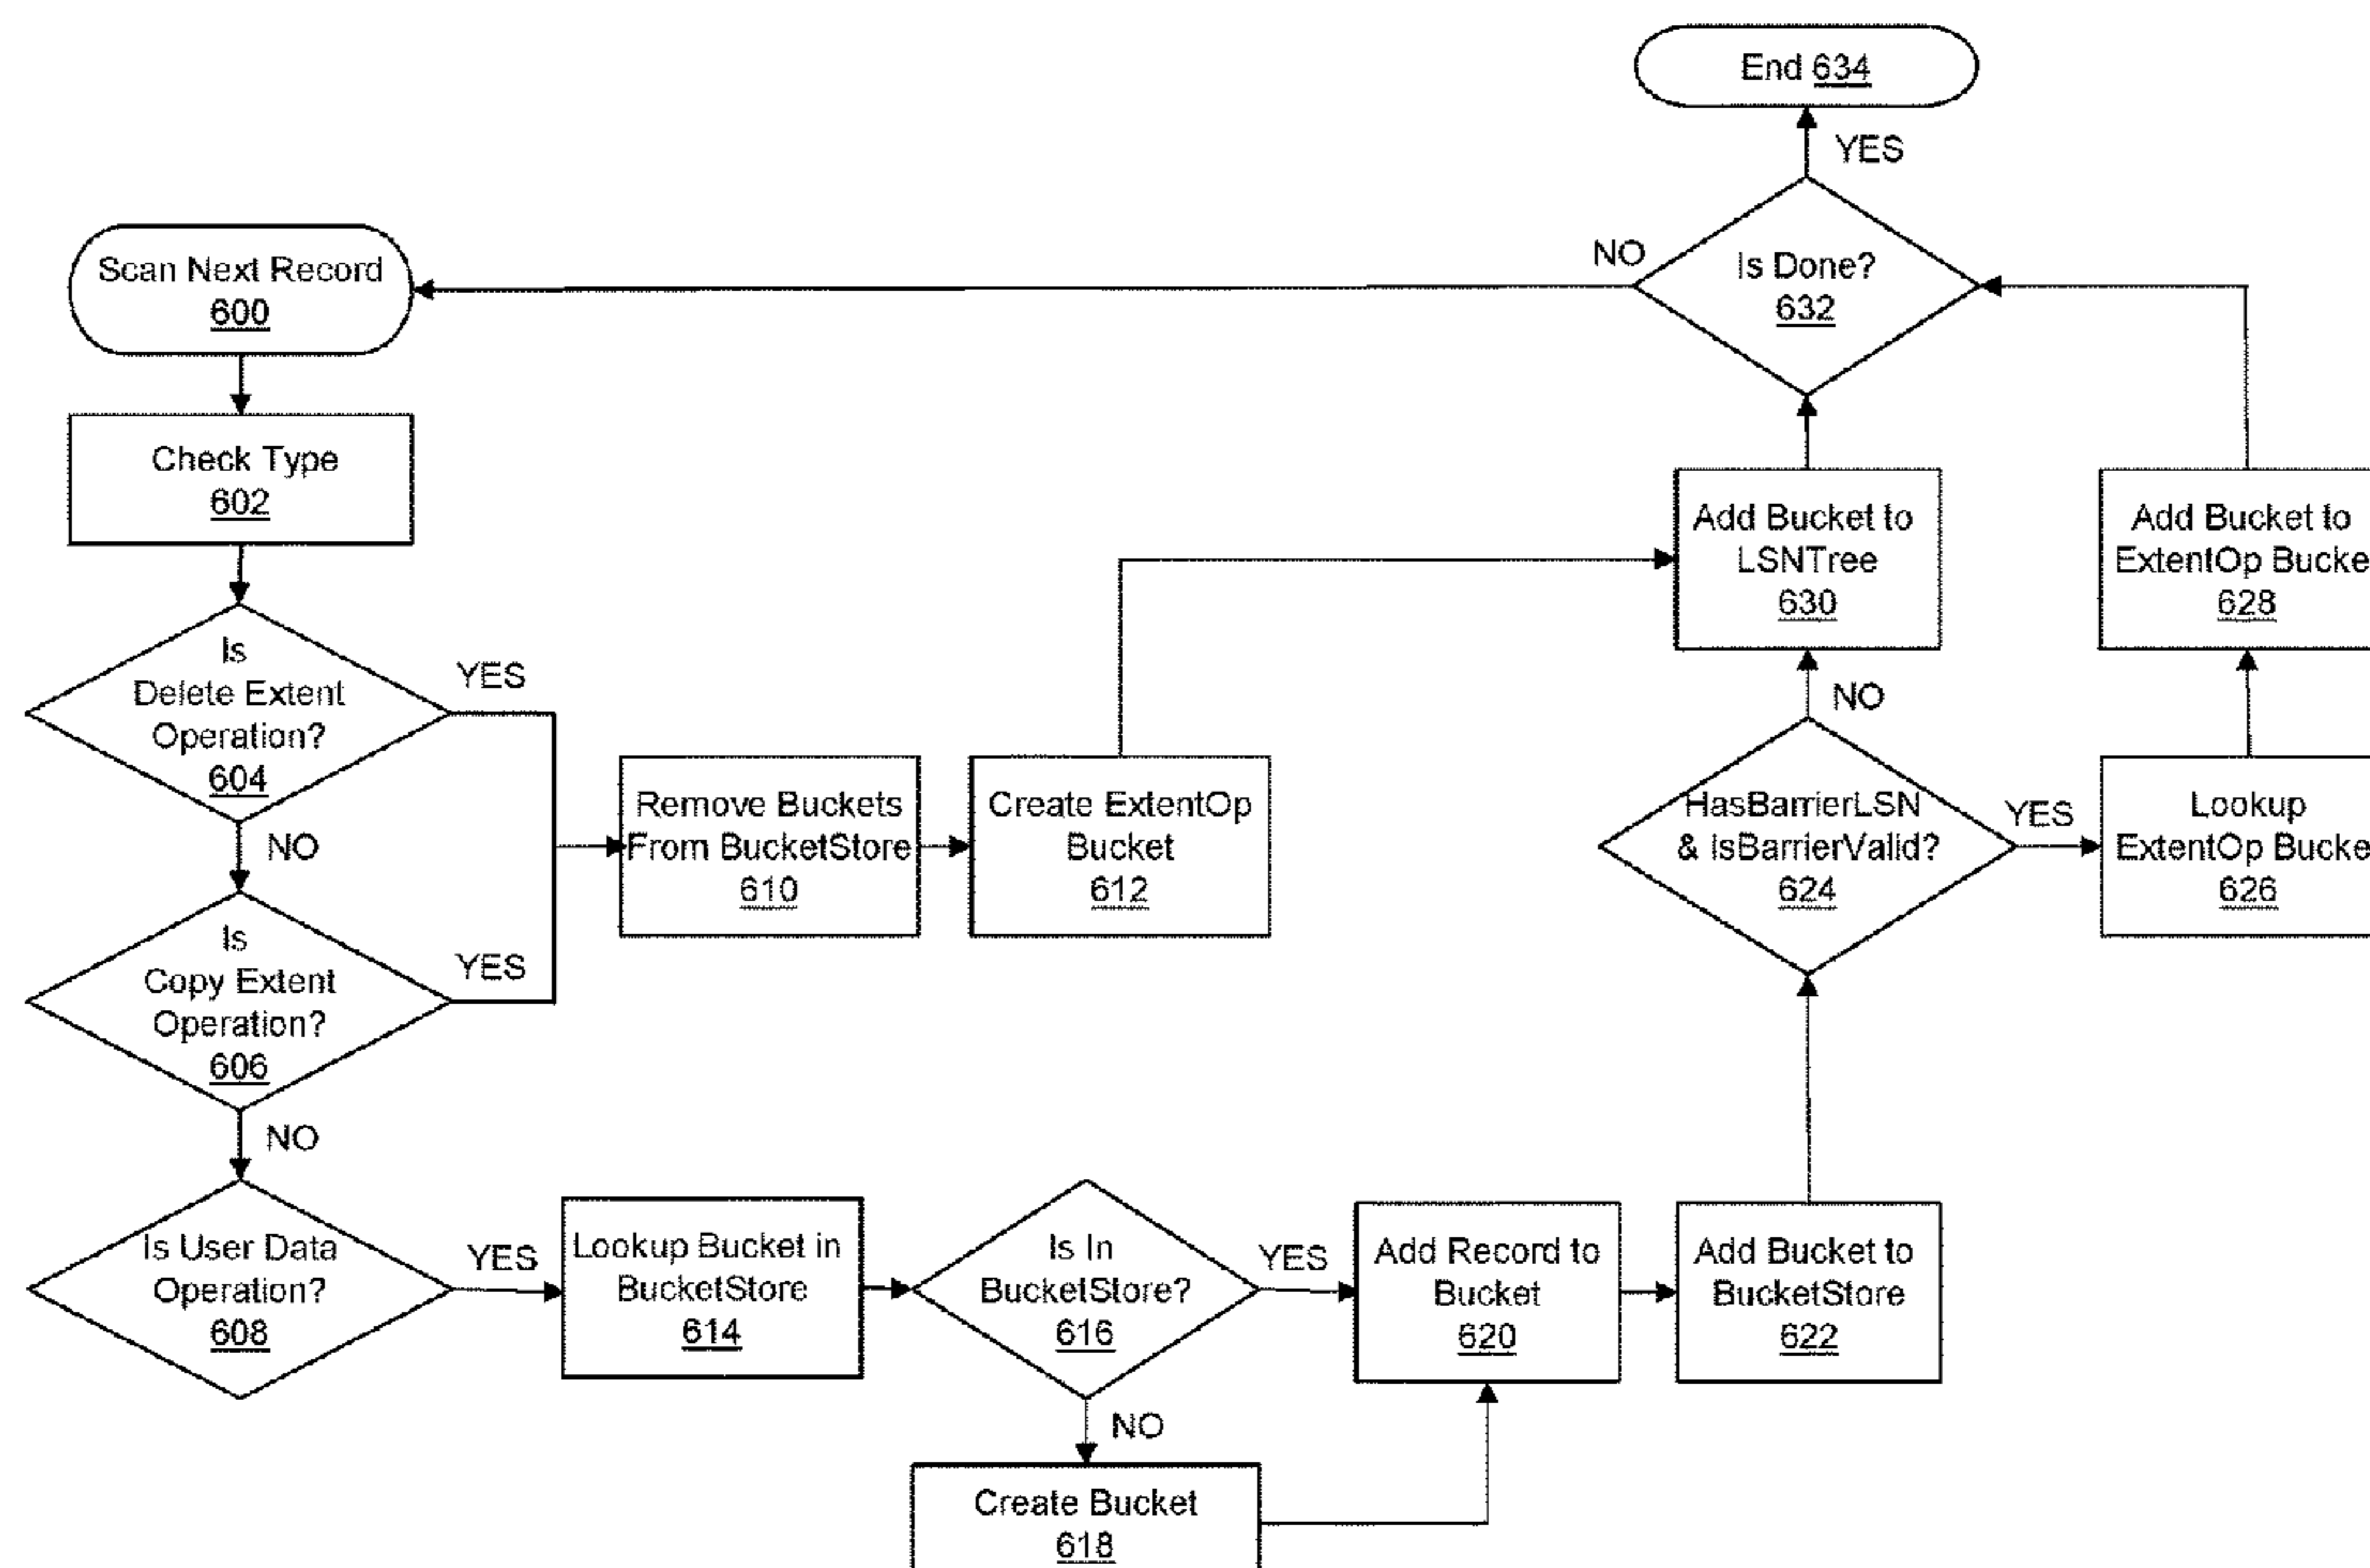 End 634
YES
NO
Is Done?
632
Scan Next Record
600
Check Type
602
Add Bucket to
LSNTree
630
Add Bucket to
ExtentOp Bucke
628
Is
Delete Extent
Operation?
604
YES
NO
NO
Remove Buckets
From BucketStore
610
Create ExtentOp
Bucket
612
HasBarrierLSN
& IsBarrierValid?
624
YES
Lookup
ExtentOp Bucke
626
Is
Copy Extent
Operation?
606
YES
NO
Is User Data
Operation?
608
YES
Lookup Bucket in
BucketStore
614
Is In
BucketStore?
616
YES
Add Record to
Bucket
620
Add Bucket to
BucketStore
622
NO
Create Bucket
618